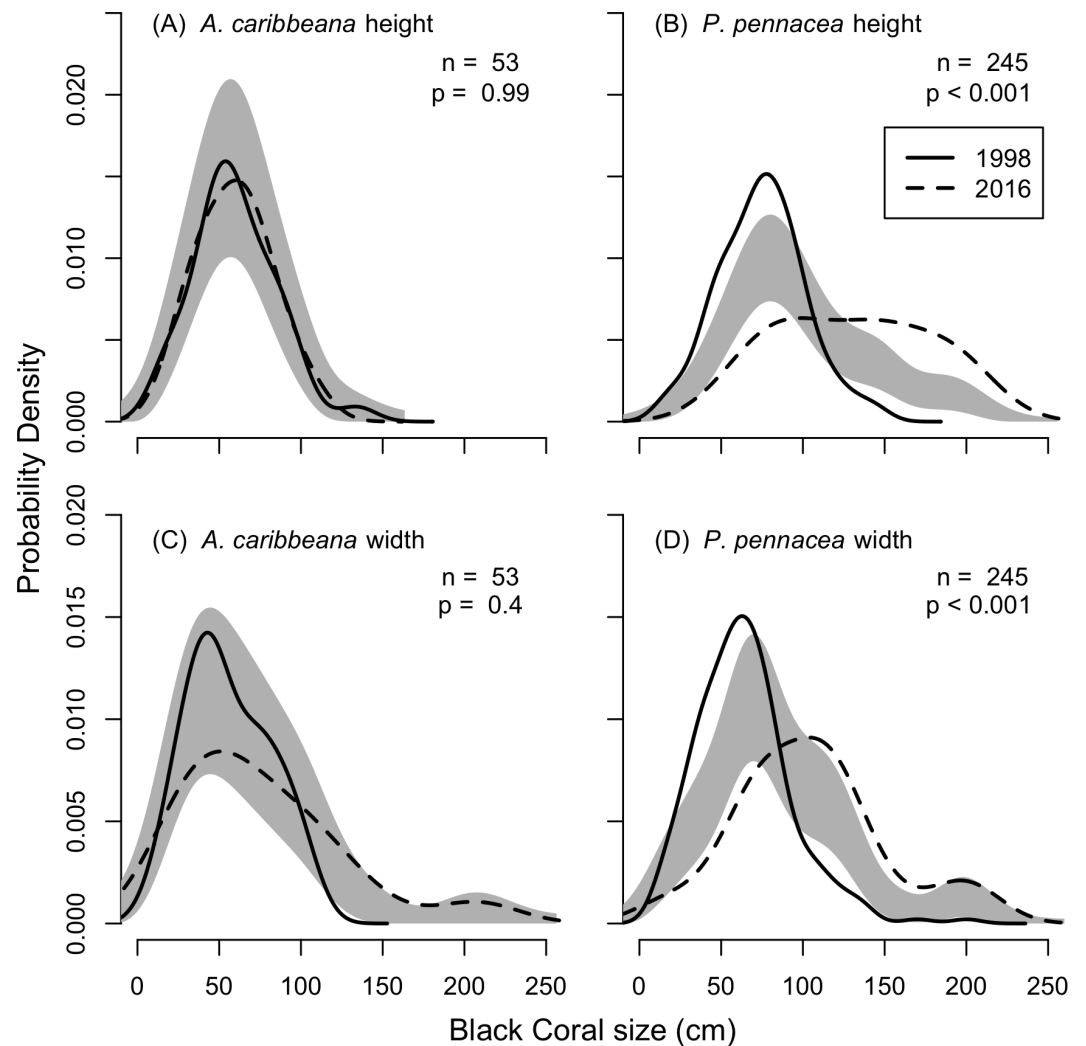 (A) A. caribbeana height
n = 53
p = 0.99
(B) P. pennacea height
n = 245
p < 0.001
1998
2016
0.000
0.010
0.020
(C) A. caribbeana width
n = 53
p = 0.4
(D) P. pennacea width
n = 245
p < 0.001
0.000
0.005
0.010
0.015
0.020
0 50 100 150 200 250
0 50 100 150 200 250
Probability Density
Black Coral size (cm)